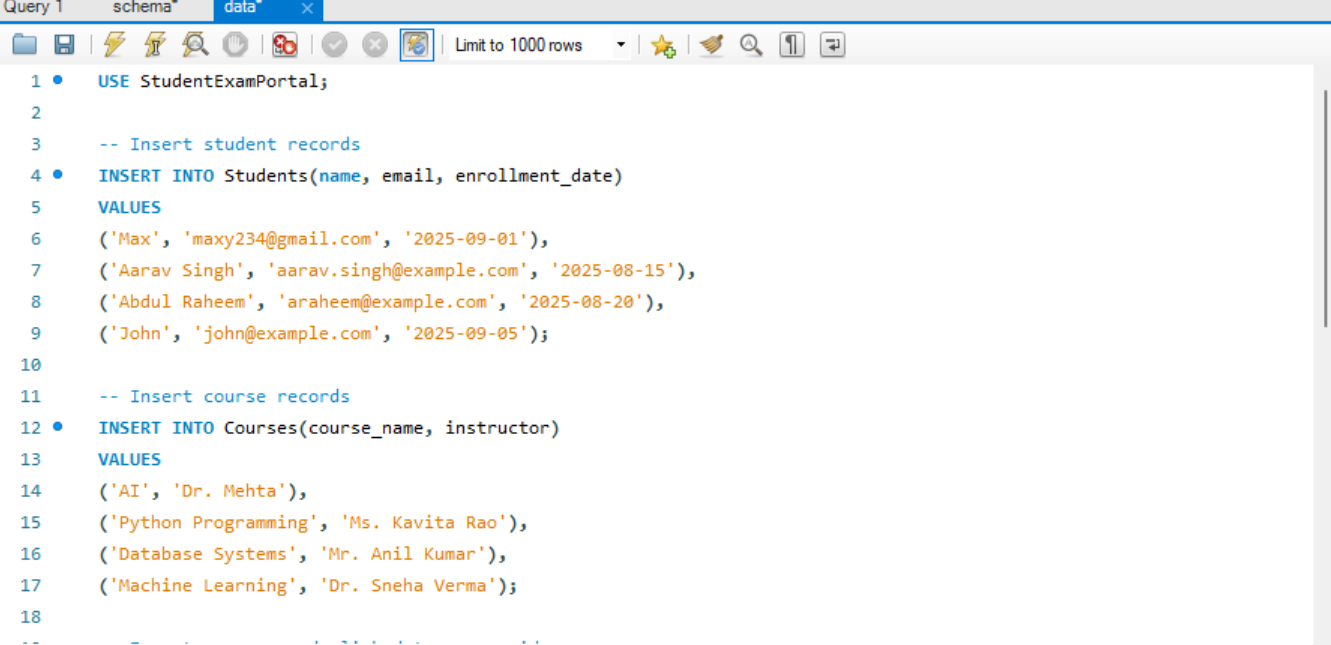 Query 1 schema* data*
Limit to 1000 rows
1 USE StudentExamPortal;
2
3 -- Insert student records
4 INSERT INTO Students(name, email, enrollment_date)
5 VALUES
6 ('Max', 'maxy234@gmail.com', '2025-09-01'),
7 ('Aarav Singh', 'aarav.singh@example.com', '2025-08-15'),
8 ('Abdul Raheem', 'araheem@example.com', '2025-08-20'),
9 ('John', 'john@example.com', '2025-09-05');
10
11 -- Insert course records
12 INSERT INTO Courses(course_name, instructor)
13 VALUES
14 ('AI', 'Dr. Mehta'),
15 ('Python Programming', 'Ms. Kavita Rao'),
16 ('Database Systems', 'Mr. Anil Kumar'),
17 ('Machine Learning', 'Dr. Sneha Verma');
18